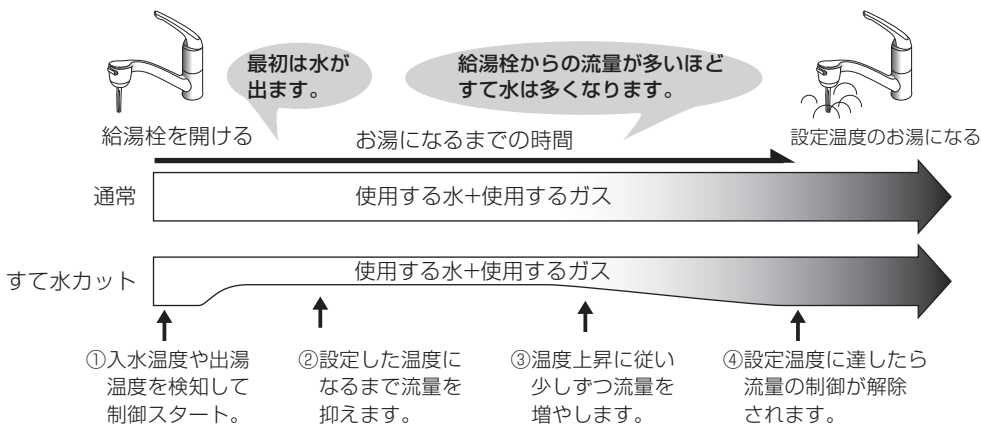 最初は水が
出ます。
給湯栓からの流量が多いほど
すて水は多くなります。
給湯栓を開ける
お湯になるまでの時間
設定温度のお湯になる
通常
使用する水+使用するガス
すて水カット
使用する水+使用するガス
①入水温度や出湯
温度を検知して
制御スタート。
②設定した温度に
なるまで流量を
抑えます。
③温度上昇に従い
少しずつ流量を
増やします。
④設定温度に達したら
流量の制御が解除
されます。